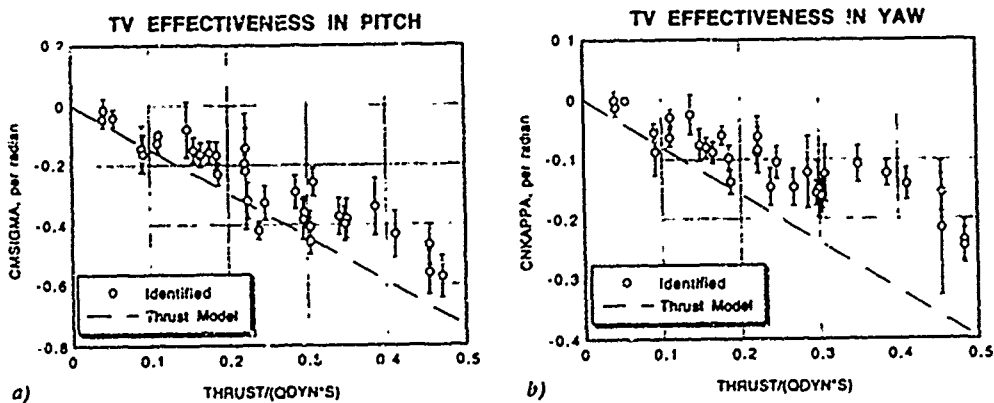 TV EFFECTIVENESS IN PITCH
CMSIGMA, per radian
0 2
0
-0.2
-0.4
-0.6
-0.8
Identified
Thrust Model
0
0.1
0.2
0.3
0.4
0.5
THRUST/(QDYN*S)
a)
TV EFFECTIVENESS IN YAW
CNKAPPA, per radian
0 1
0
-0.1
-0.2
-0.3
-0.4
Identified
Thrust Model
0
0.1
0.2
0.3
0.4
0.5
THRUST/(QDYN*S)
b)